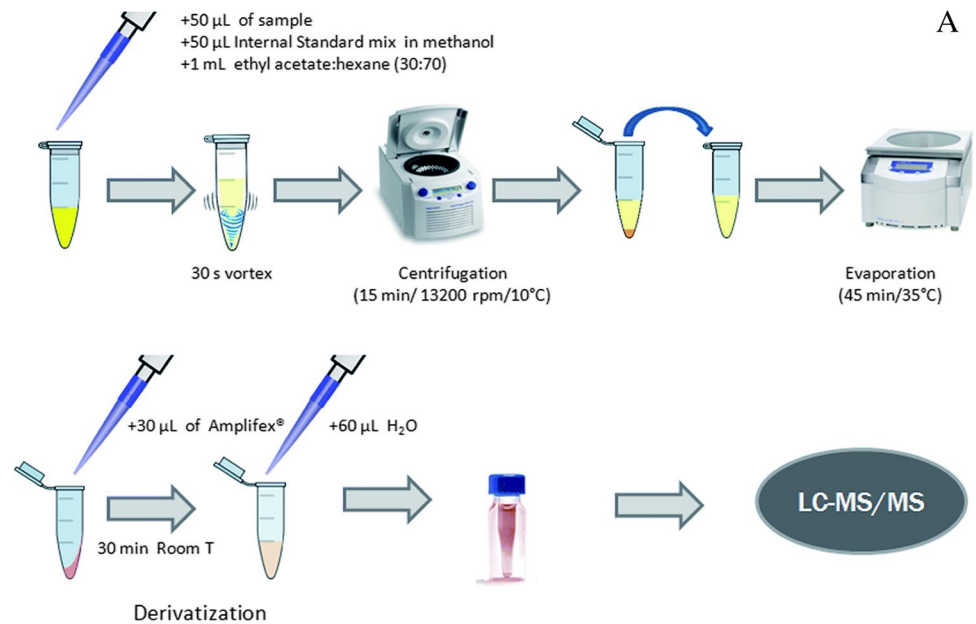 A
+50 µL of sample
+50 µL Internal Standard mix in methanol
+1 mL ethyl acetate:hexane (30:70)
30 s vortex
Centrifugation
(15 min/ 13200 rpm/10°C)
Evaporation
(45 min/35°C)
+30 µL of Amplifex®
+60 µL H₂O
30 min Room T
LC-MS/MS
Derivatization